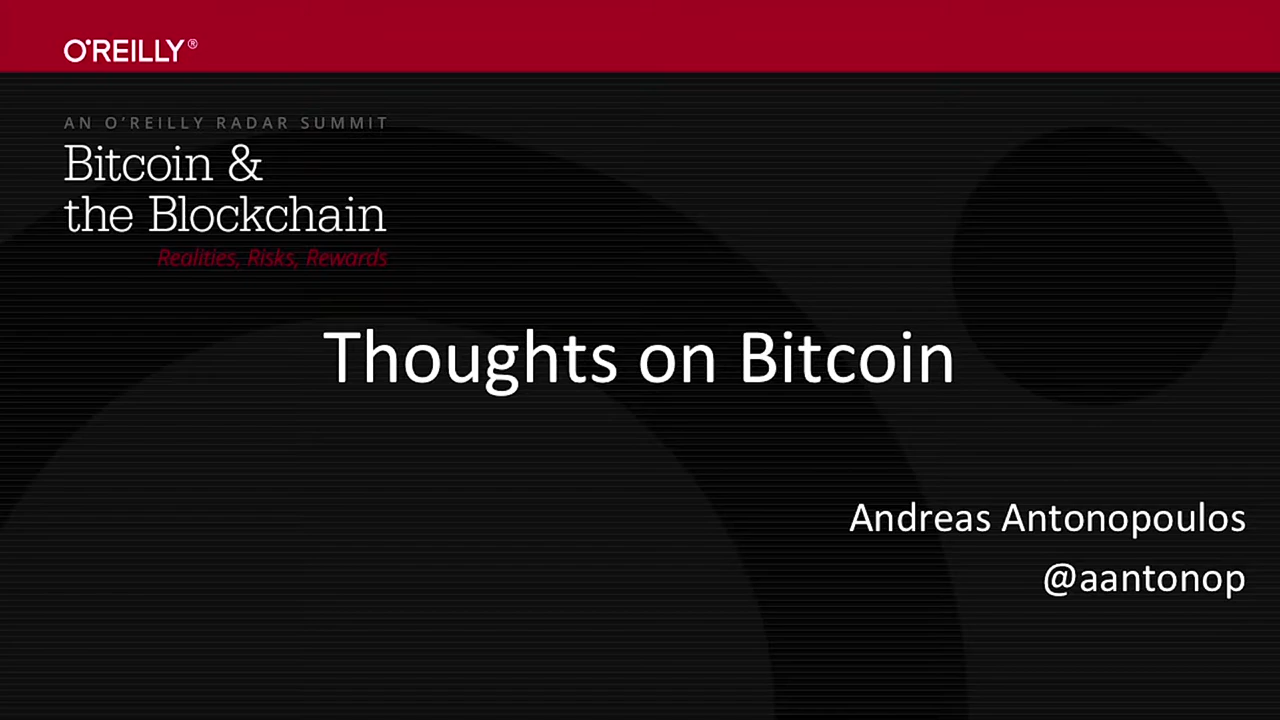 O'REILLY®
AN O'REILLY RADAR SUMMIT
Bitcoin &
the Blockchain
Realities, Risks, Rewards
Thoughts on Bitcoin
Andreas Antonopoulos
@aantonop